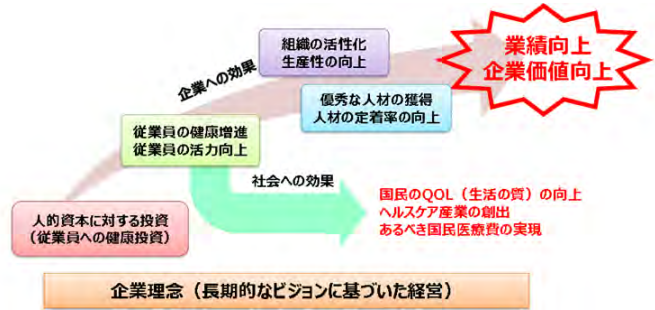 組織の活性化
生産性の向上
業績向上
企業価値向上
企業への効果
優秀な人材の獲得
人材の定着率の向上
従業員の健康増進
従業員の活力向上
社会への効果
国民のQOL（生活の質）の向上
ヘルスケア産業の創出
あるべき国民医療費の実現
人的資本に対する投資
（従業員への健康投資）
企業理念（長期的なビジョンに基づいた経営）